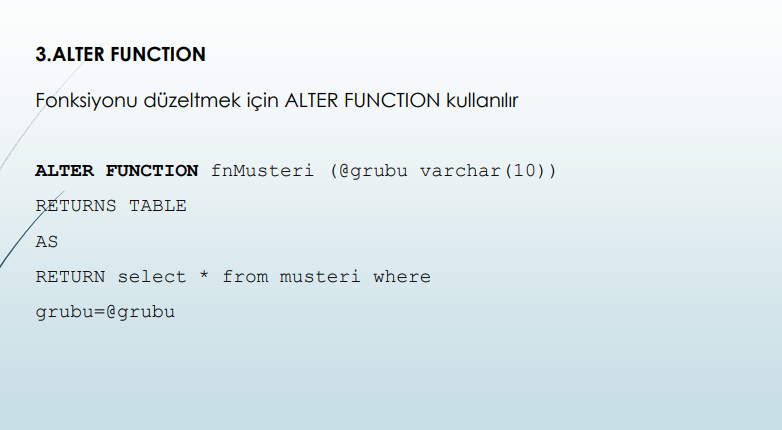 3.ALTER FUNCTION
Fonksiyonu düzeltmek için ALTER FUNCTION kullanılır
ALTER FUNCTION fnMusteri (@grubu varchar(10))
RETURNS TABLE
AS
RETURN select * from musteri where
grubu=@grubu